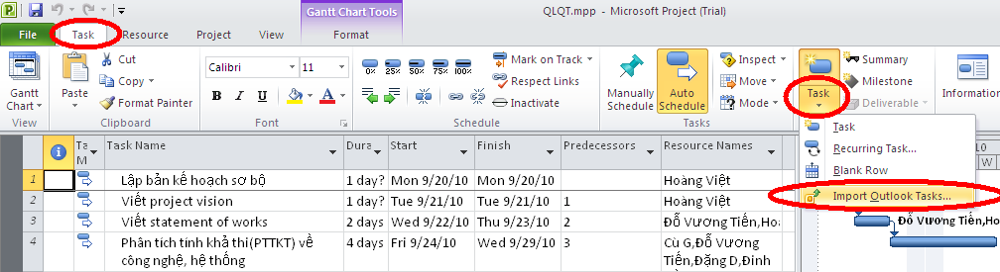 Gantt Chart Tools
QLQT.mpp - Microsoft Project (Trial)
File Task Resource Project View Format
Cut
Copy
Format Painter
Paste
Gantt
Chart
View
Clipboard
Calibri 11
B I U A
Font
0% 25% 50% 75% 100%
Mark on Track
Respect Links
Inactivate
Schedule
Manually
Schedule
Auto
Schedule
Inspect
Move
Mode
Tasks
Task
Summary
Milestone
Deliverable
Information
Task
Recurring Task...
Blank Row
Import Outlook Tasks...
Ta
M
Task Name Dura Start Finish Predecessors Resource Names
1 Lập bản kế hoạch sơ bộ 1 day? Mon 9/20/10 Mon 9/20/10 Hoàng Việt
2 Viết project vision 1 day? Tue 9/21/10 Tue 9/21/10 1 Hoàng Việt
3 Viết statement of works 2 days Wed 9/22/10 Thu 9/23/10 2 Đỗ Vương Tiến,Hoà
4 Phân tích tính khả thi(PTTKT) về
công nghệ, hệ thống
4 days Fri 9/24/10 Wed 9/29/10 3 Cù G,Đỗ Vương
Tiến,Đặng D,Đinh
10
W
Đỗ Vương Tiến,Hoà